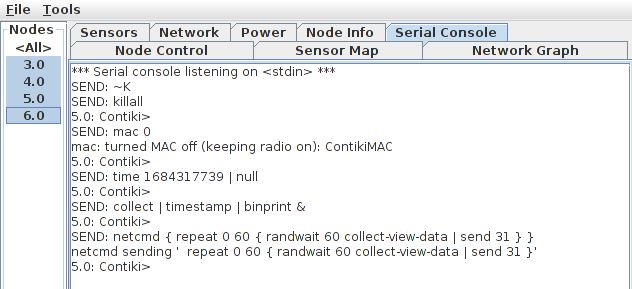 File Tools
Nodes
<All>
3.0
4.0
5.0
6.0
Sensors Network Power Node Info Serial Console
Node Control Sensor Map Network Graph
*** Serial console listening on <stdin> ***
SEND: ~K
SEND: killall
5.0: Contiki>
SEND: mac 0
mac: turned MAC off (keeping radio on): ContikiMAC
5.0: Contiki>
SEND: time 1684317739 | null
5.0: Contiki>
SEND: collect | timestamp | binprint &
5.0: Contiki>
SEND: netcmd { repeat 0 60 { randwait 60 collect-view-data | send 31 } }
netcmd sending '  repeat 0 60 { randwait 60 collect-view-data | send 31 }'
5.0: Contiki>